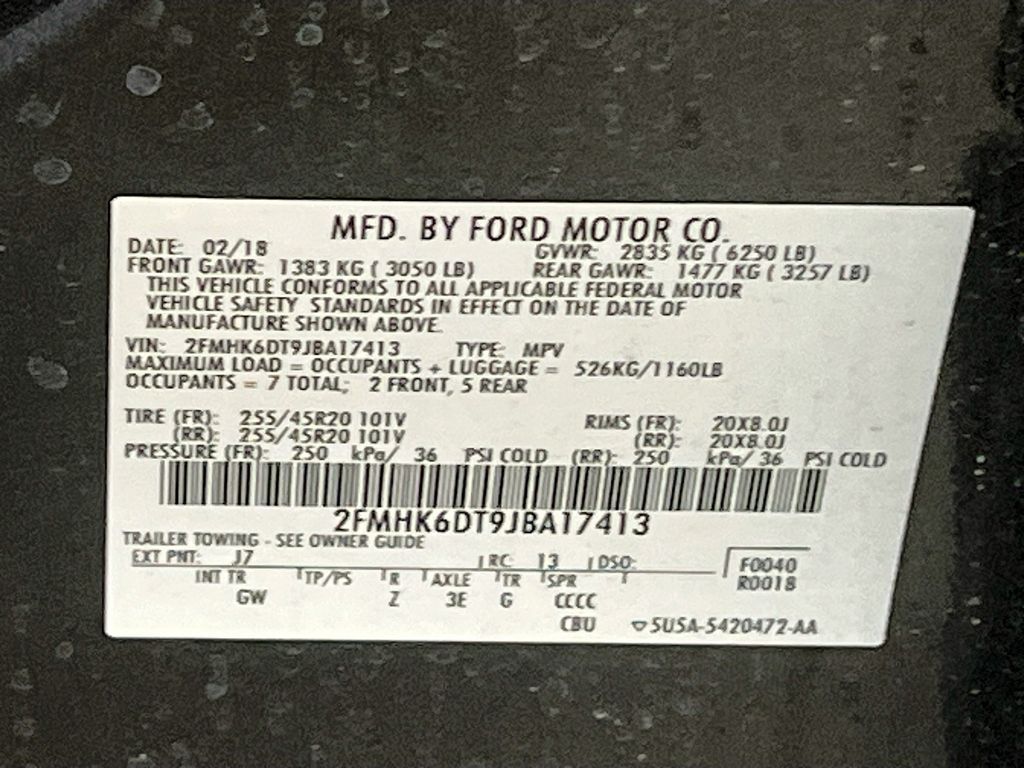 MFD. BY FORD MOTOR CO.
DATE: 02/18 GVWR: 2835 KG ( 6250 LB)
FRONT GAWR: 1383 KG ( 3050 LB) REAR GAWR: 1477 KG ( 3257 LB)
THIS VEHICLE CONFORMS TO ALL APPLICABLE FEDERAL MOTOR
VEHICLE SAFETY STANDARDS IN EFFECT ON THE DATE OF
MANUFACTURE SHOWN ABOVE.
VIN: 2FMHK6DT9JBA17413 TYPE: MPV
MAXIMUM LOAD = OCCUPANTS + LUGGAGE = 526KG/1160LB
OCCUPANTS = 7 TOTAL; 2 FRONT, 5 REAR
TIRE (FR): 255/45R20 101V RIMS (FR): 20X8.0J
(RR): 255/45R20 101V (RR): 20X8.0J
PRESSURE (FR): 250 kPa/ 36 PSI COLD (RR): 250 kPa/ 36 PSI COLD
2FMHK6DT9JBA17413
TRAILER TOWING - SEE OWNER GUIDE
EXT PNT: J7 RC: 13 DSO: F0040
INT TR TP/PS R AXLE TR SPR R0018
GW Z 3E G CCCC
CBU ▽5U5A-5420472-AA